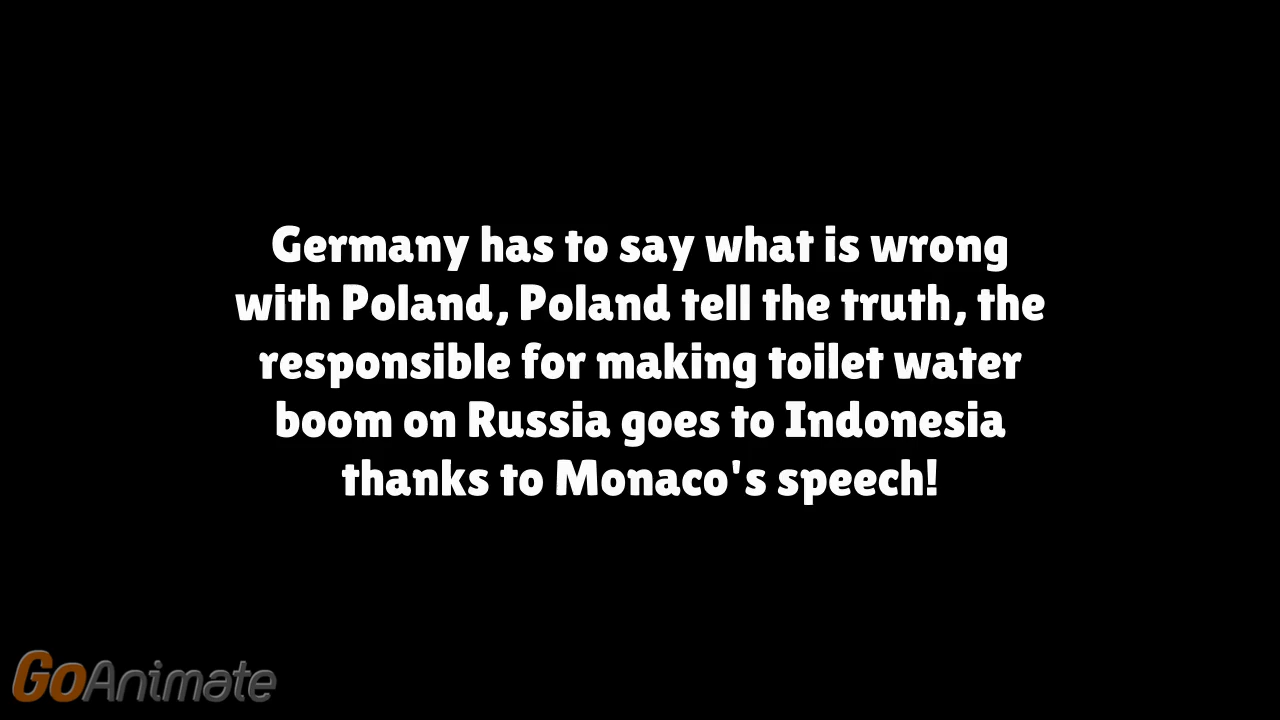 Germany has to say what is wrong
with Poland, Poland tell the truth, the
responsible for making toilet water
boom on Russia goes to Indonesia
thanks to Monaco's speech!
GoAnimate